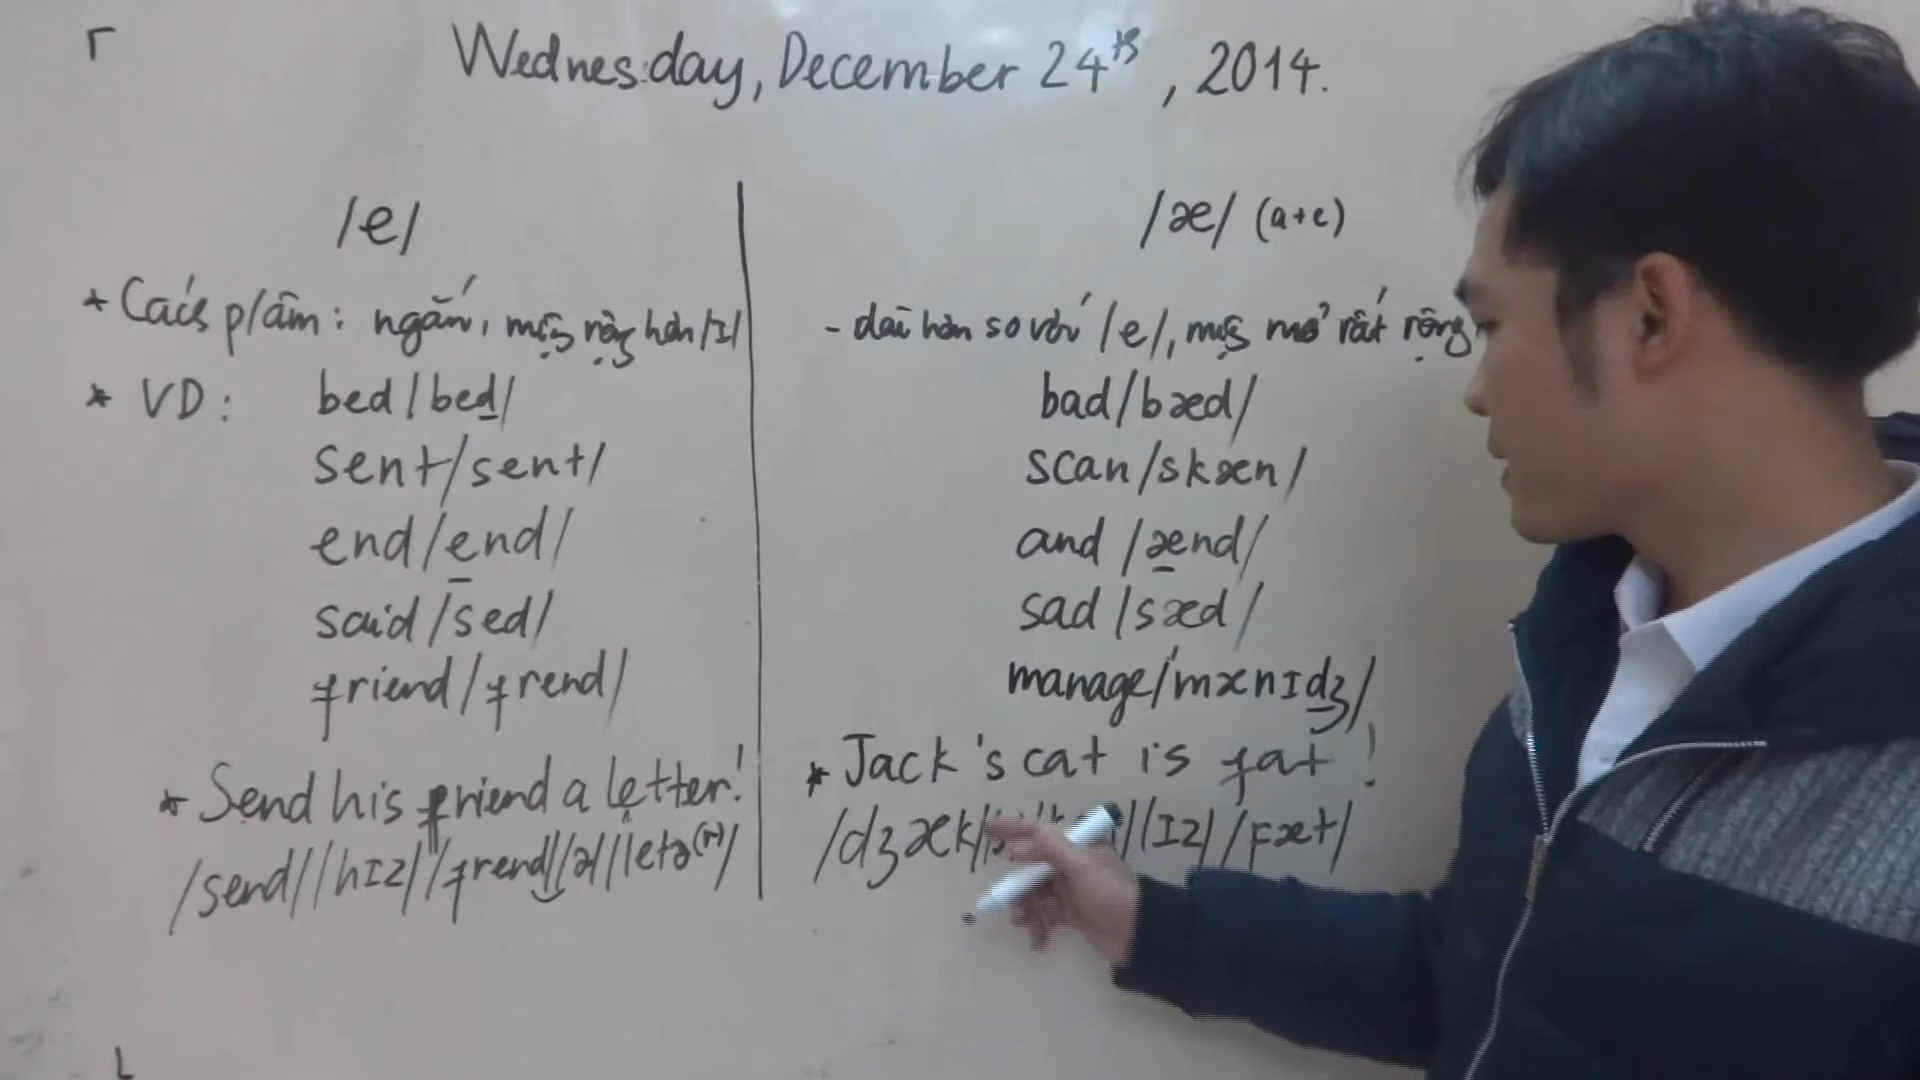 Wednesday, December 24th, 2014.
/e/
* Cách p/âm: ngắn, miệng rộng hơn /ɪ/
* VD: bed /bed/
sent /sent/
end /end/
said /sed/
friend /frend/
* Send his friend a letter!
/send/ /hɪz/ /frend/ /ə/ /'letə(r)/
/æ/ (a+e)
- dài hơn so với /e/, miệng mở rất rộng
bad /bæd/
scan /skæn/
and /ænd/
sad /sæd/
manage /'mænɪdʒ/
* Jack's cat is fat!
/dʒæk/ /ɪz/ /fæt/